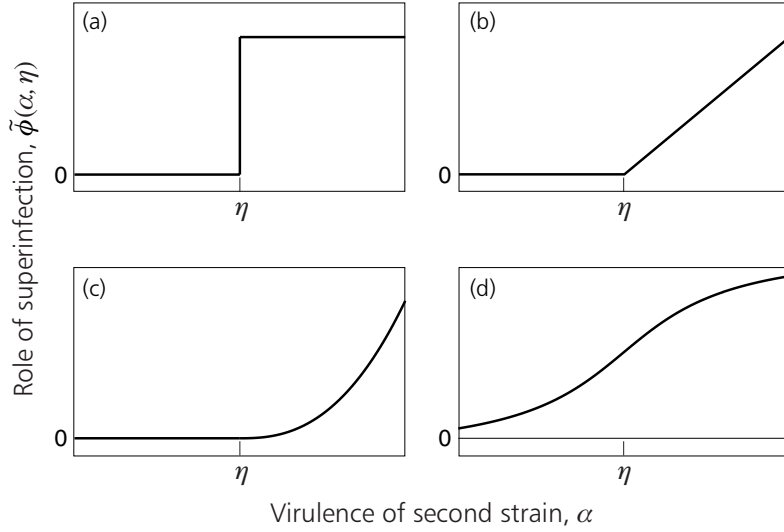 (a)
(b)
0
η
0
η
(c)
(d)
0
η
0
η
Role of superinfection, φ̃(α, η)
Virulence of second strain, α